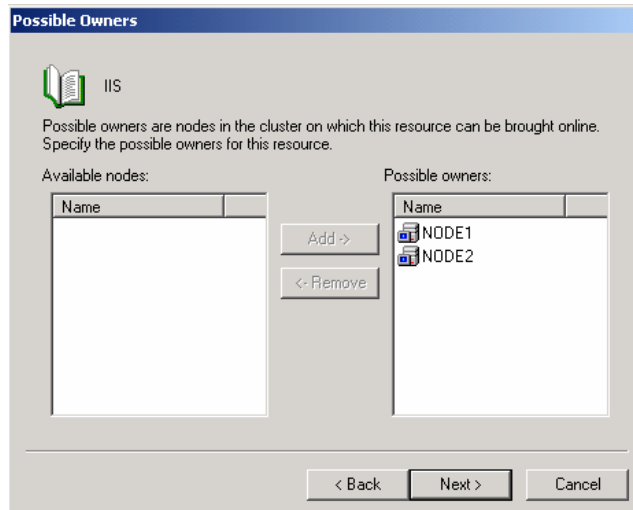 Possible Owners
IIS
Possible owners are nodes in the cluster on which this resource can be brought online.
Specify the possible owners for this resource.
Available nodes:
Possible owners:
Name
Name
Add ->
NODE1
NODE2
<- Remove
< Back
Next >
Cancel